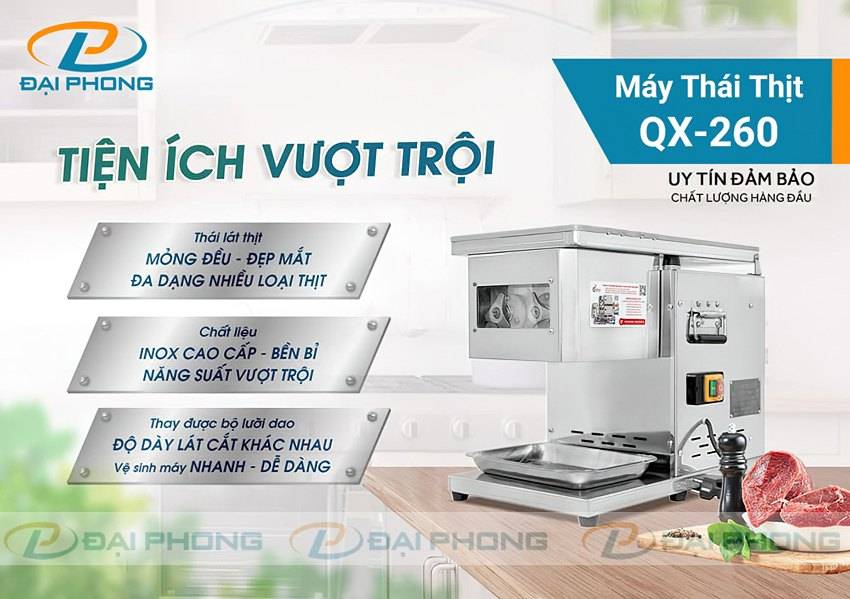 ĐẠI PHONG
Máy Thái Thịt
QX-260
UY TÍN ĐẢM BẢO
CHẤT LƯỢNG HÀNG ĐẦU
TIỆN ÍCH VƯỢT TRỘI
Thái lát thịt
MỎNG ĐỀU - ĐẸP MẮT
ĐA DẠNG NHIỀU LOẠI THỊT
Chất liệu
INOX CAO CẤP - BỀN BỈ
NĂNG SUẤT VƯỢT TRỘI
Thay được bộ lưỡi dao
ĐỘ DÀY LÁT CẮT KHÁC NHAU
Vệ sinh máy NHANH - DỄ DÀNG
ĐẠI PHONG ĐẠI PHONG ĐẠI PHONG